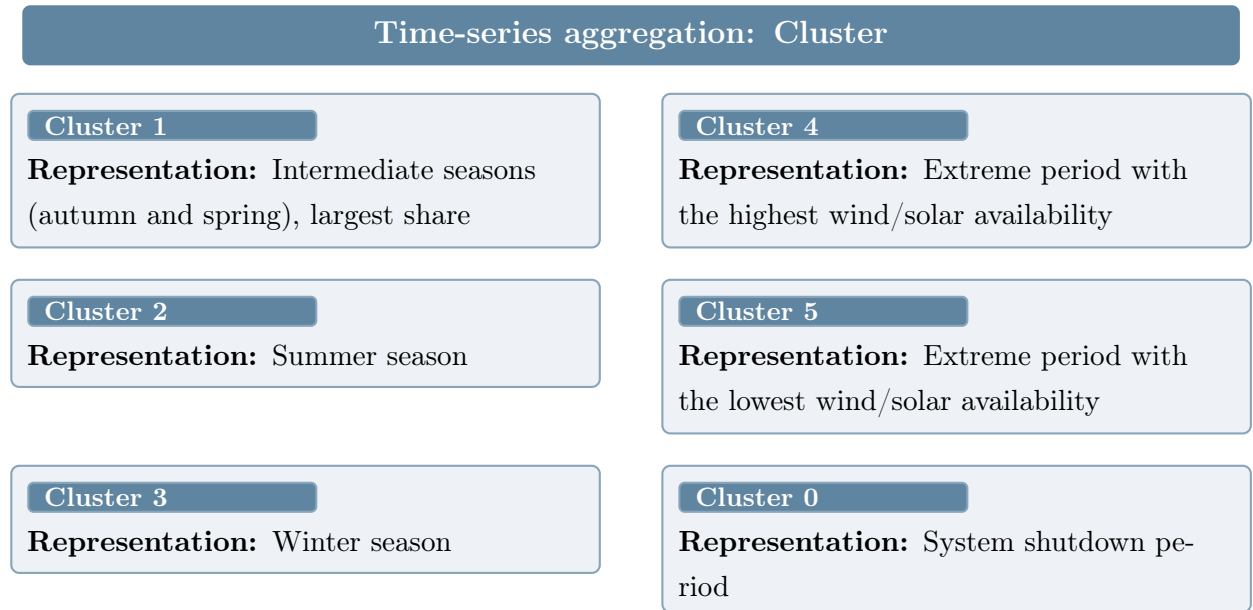 Time-series aggregation: Cluster
Cluster 1
Representation: Intermediate seasons
(autumn and spring), largest share
Cluster 2
Representation: Summer season
Cluster 3
Representation: Winter season
Cluster 4
Representation: Extreme period with
the highest wind/solar availability
Cluster 5
Representation: Extreme period with
the lowest wind/solar availability
Cluster 0
Representation: System shutdown pe-
riod